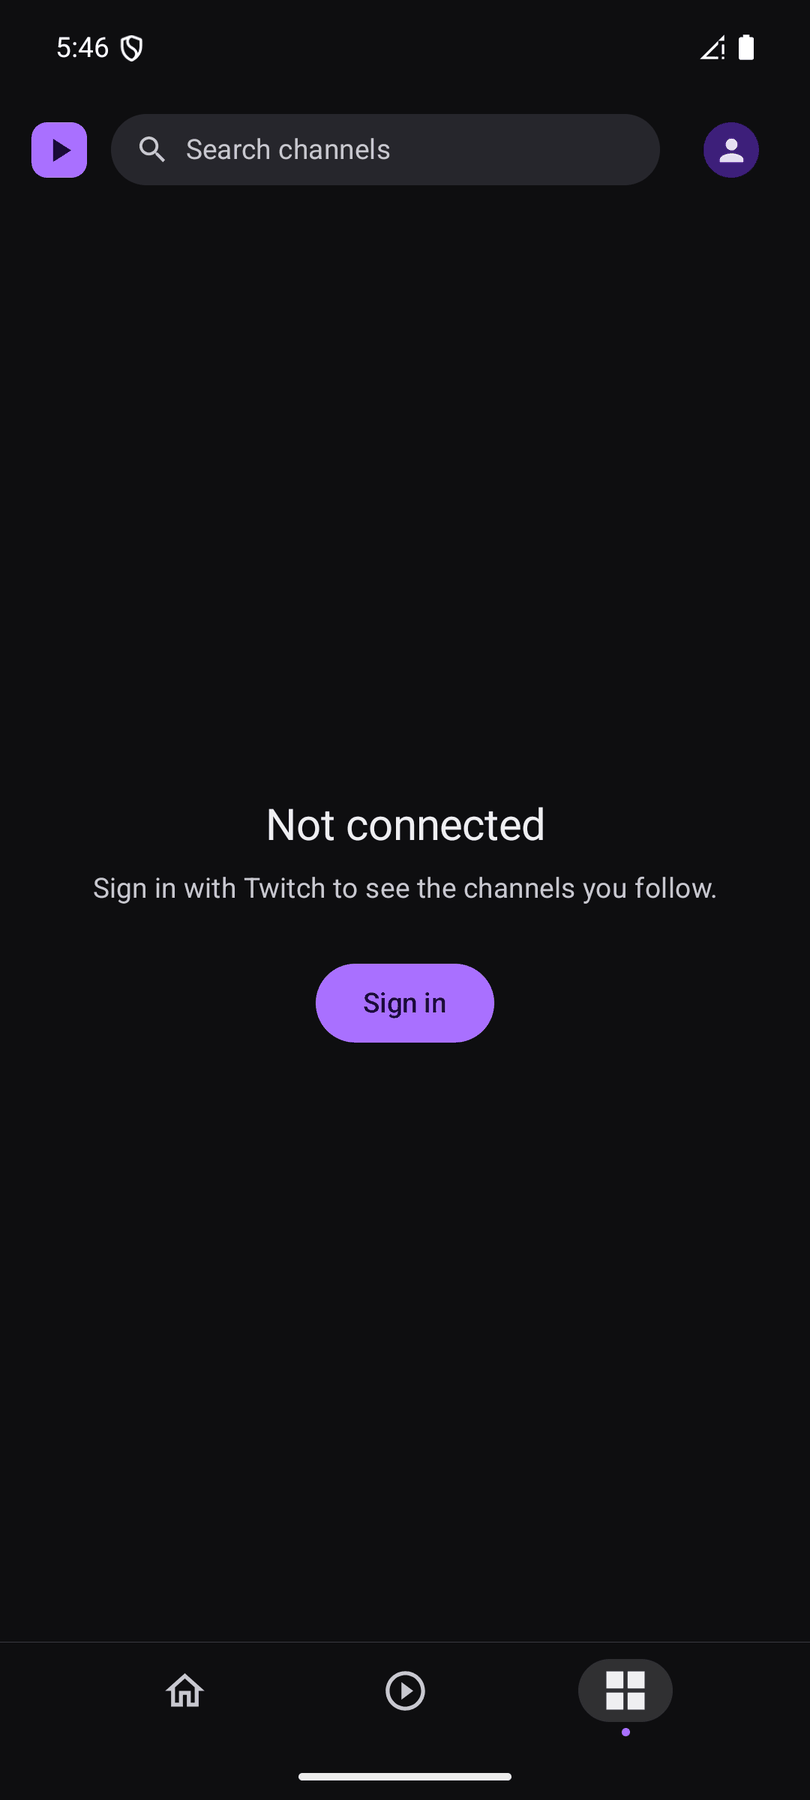 5:46
Search channels
Not connected
Sign in with Twitch to see the channels you follow.
Sign in